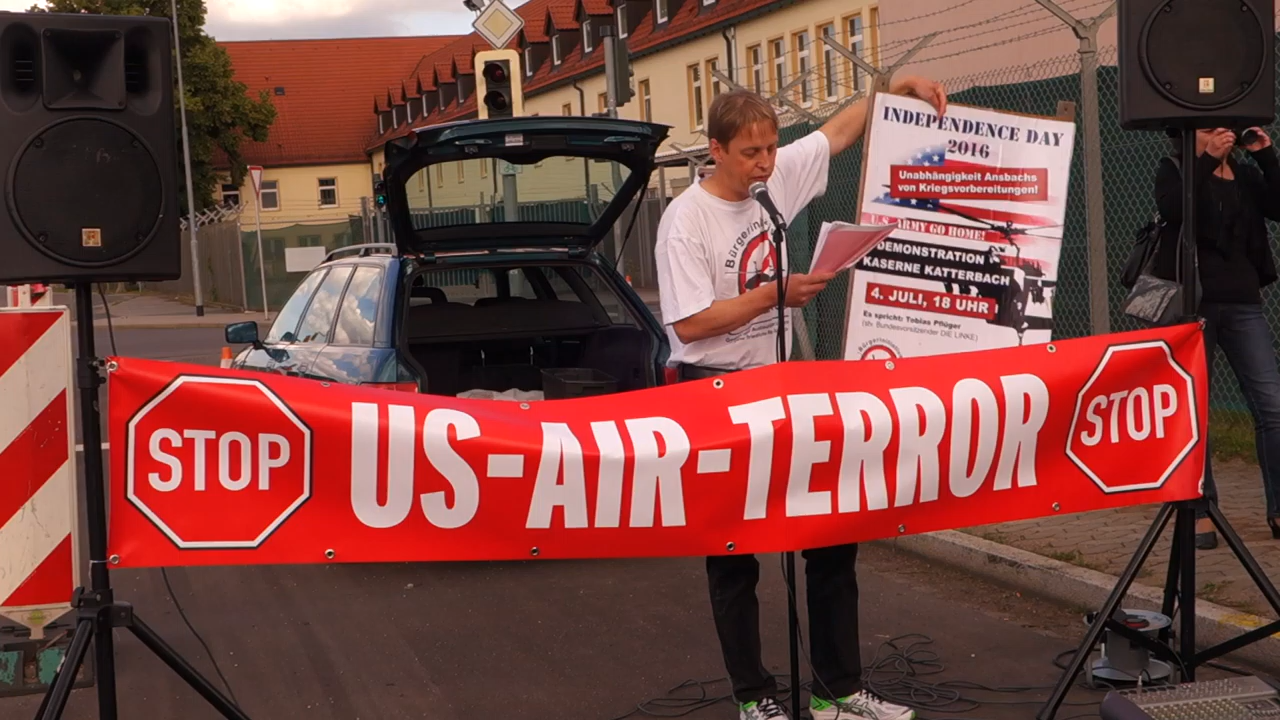 INDEPENDENCE DAY
2016
Unabhängigkeit Ansbachs
von Kriegsvorbereitungen!
U.S. ARMY GO HOME!
DEMONSTRATION
KASERNE KATTERBACH
4. JULI, 18 UHR
Es spricht: Tobias Pflüger
(stv. Bundesvorsitzender DIE LINKE)
STOP
US-AIR-TERROR
STOP